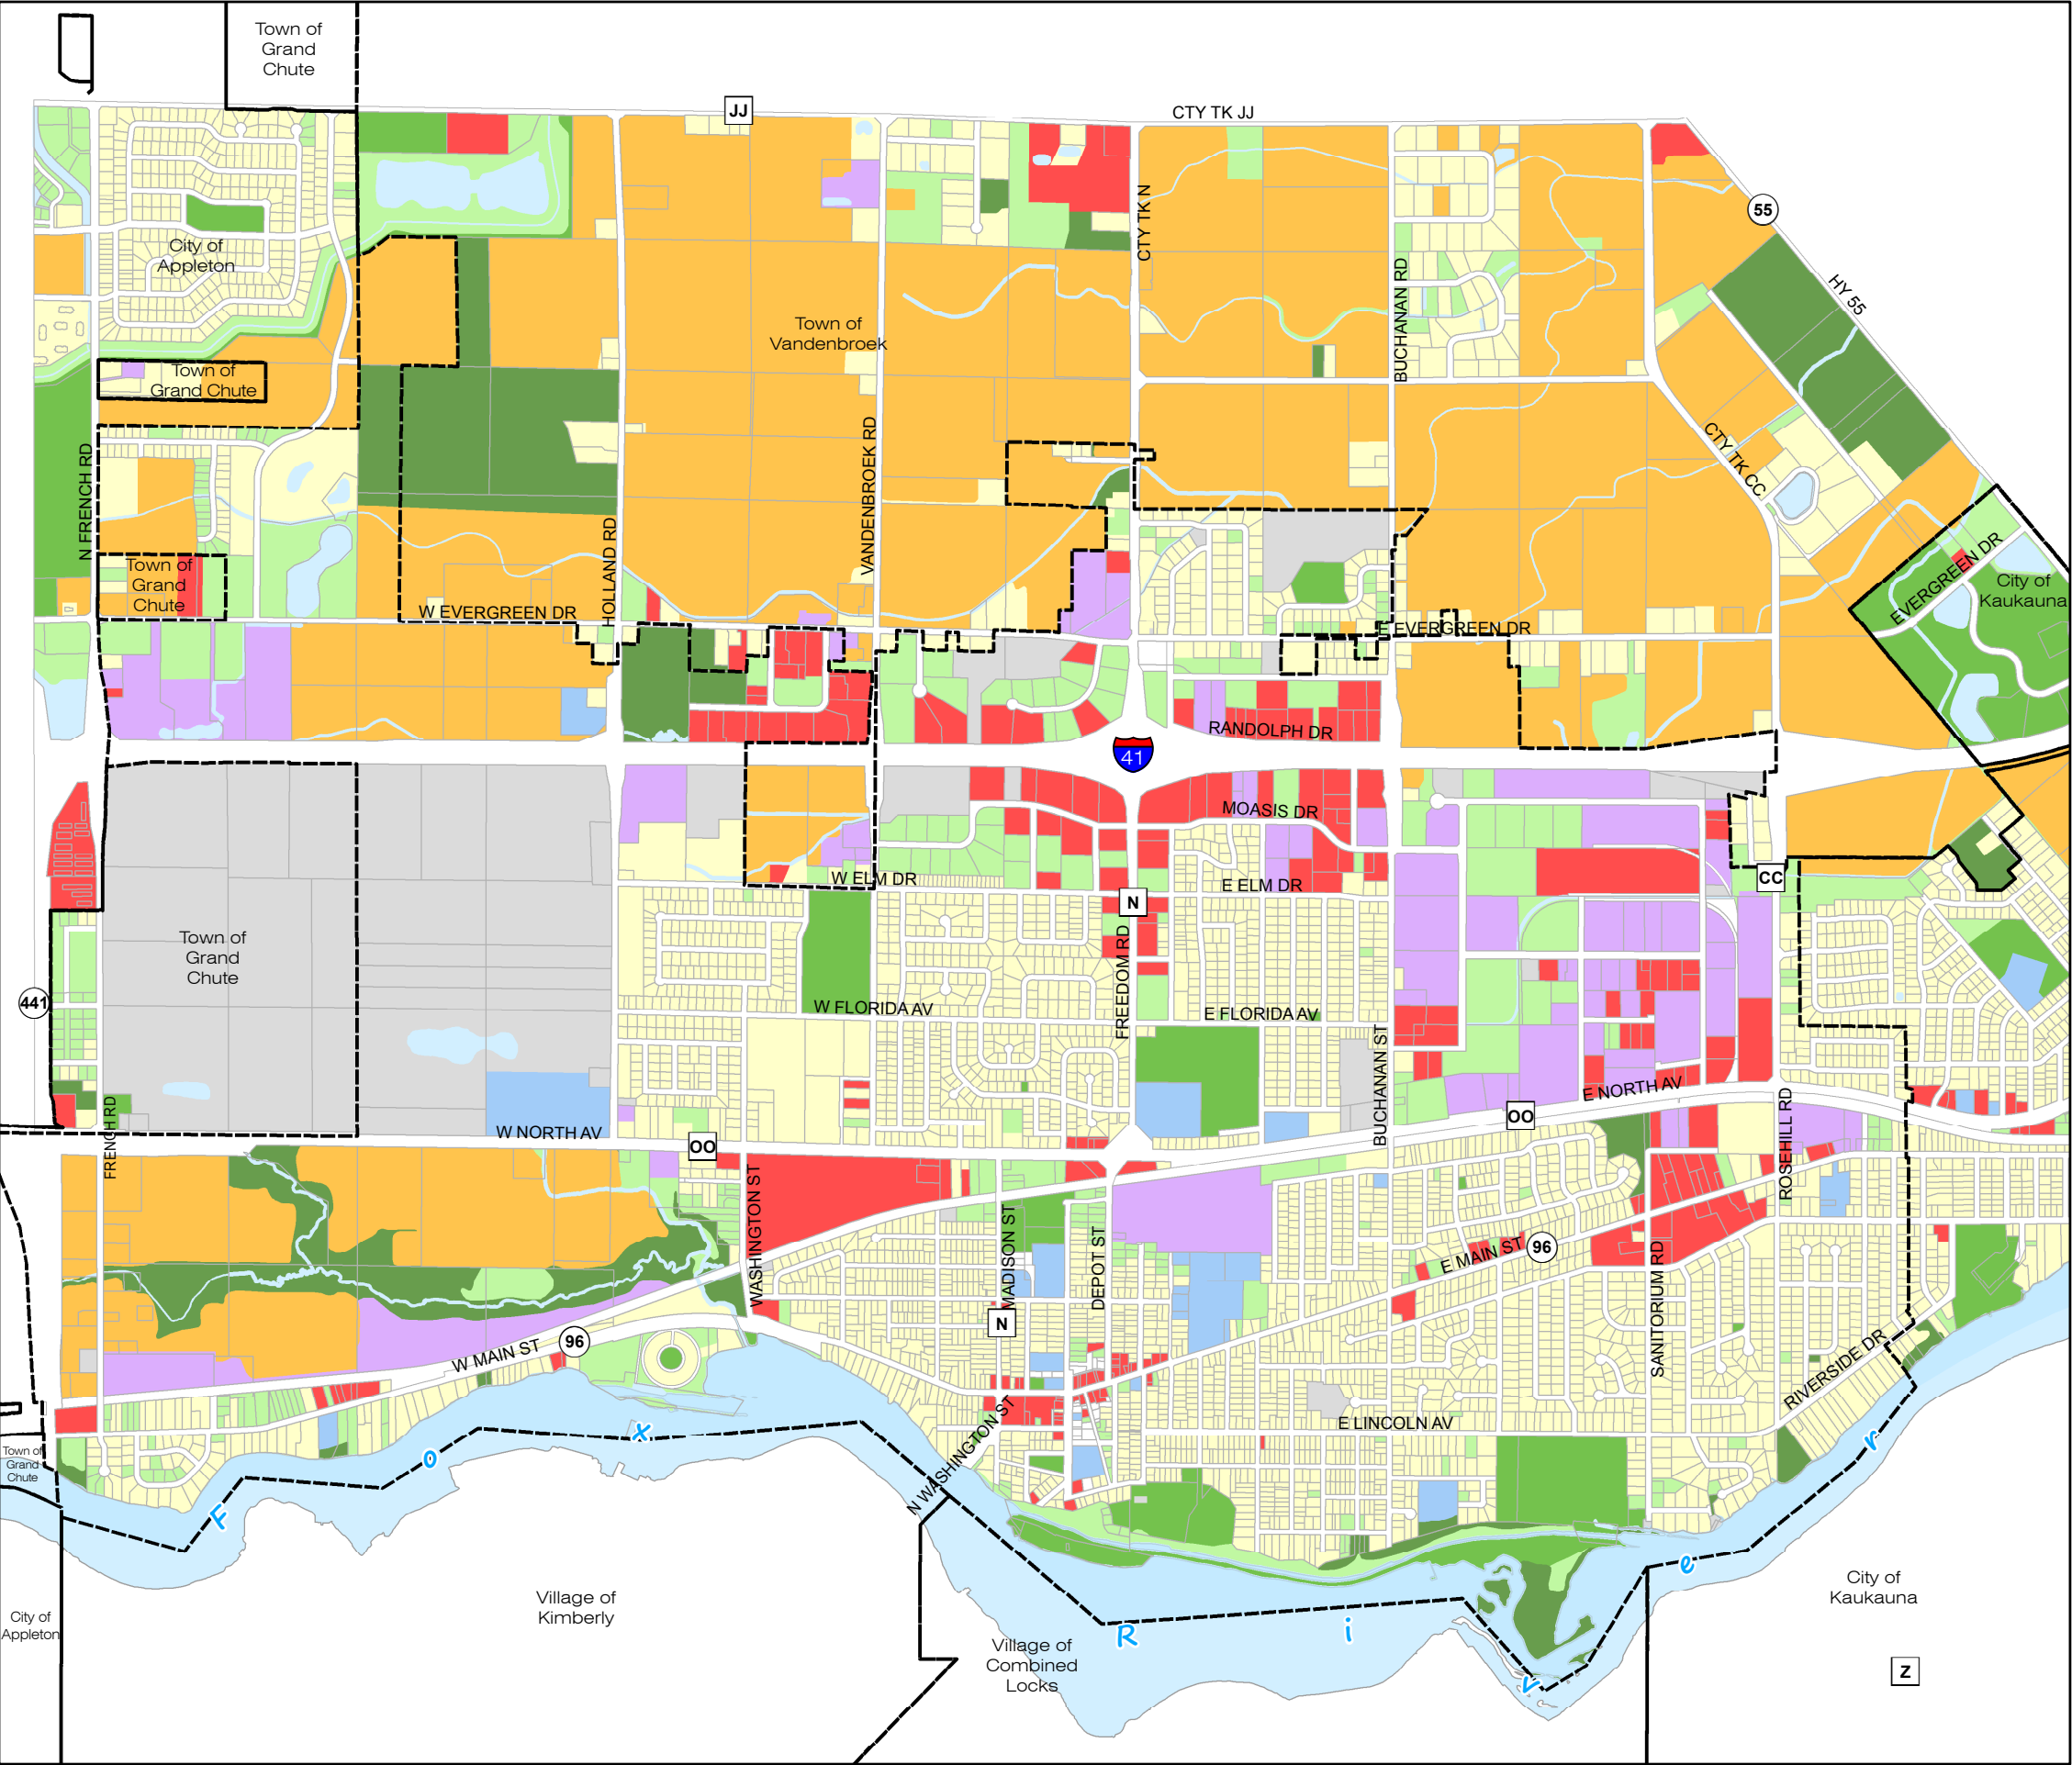 Town of
Grand
Chute
JJ
CTY TK JJ
55
HY 55
CTY TK N
City of
Appleton
Town of
Vandenbroek
BUCHANAN RD
Town of
Grand Chute
N FRENCH RD
VANDENBROEK RD
CTY TK CC
HOLLAND RD
Town of
Grand
Chute
W EVERGREEN DR
E EVERGREEN DR
EVERGREEN DR
City of
Kaukauna
RANDOLPH DR
41
MOASIS DR
W ELM DR
E ELM DR
CC
N
Town of
Grand
Chute
FREEDOM RD
441
W FLORIDA AV
E FLORIDA AV
BUCHANAN ST
E NORTH AV
FRENCH RD
W NORTH AV
OO
OO
ROSEHILL RD
WASHINGTON ST
MADISON ST
DEPOT ST
E MAIN ST
96
SANITORIUM RD
N
W MAIN ST
96
RIVERSIDE DR
N WASHINGTON ST
E LINCOLN AV
Town of
Grand
Chute
F o x R i v e r
City of
Appleton
Village of
Kimberly
Village of
Combined
Locks
City of
Kaukauna
Z